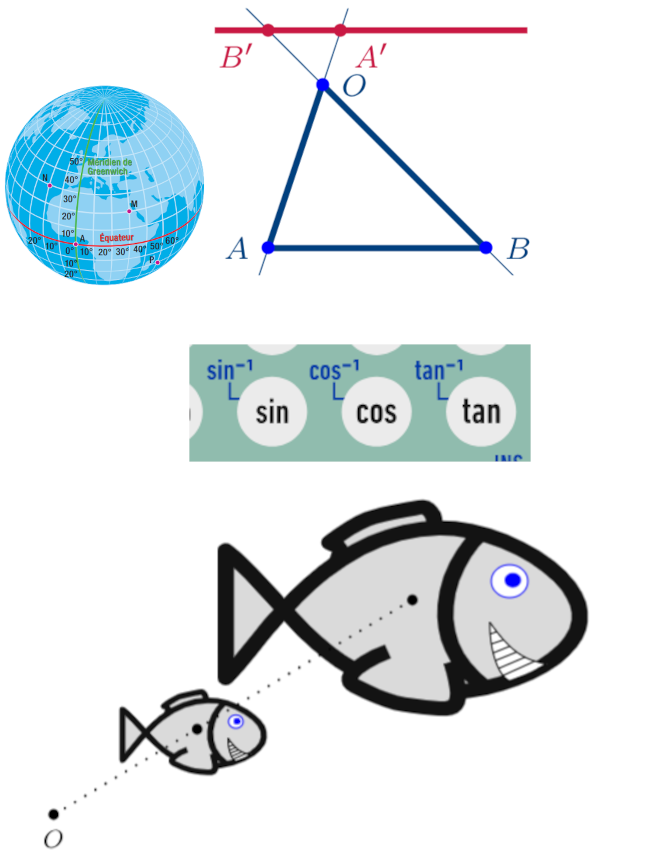 B′ A′
O
A B
50° Méridien de
Greenwich
40°
N
30°
M
20°
10° A Équateur
20° 10° 0° 10° 20° 30° 40° 50° 60°
10° P
20°
sin⁻¹ cos⁻¹ tan⁻¹
sin cos tan
O